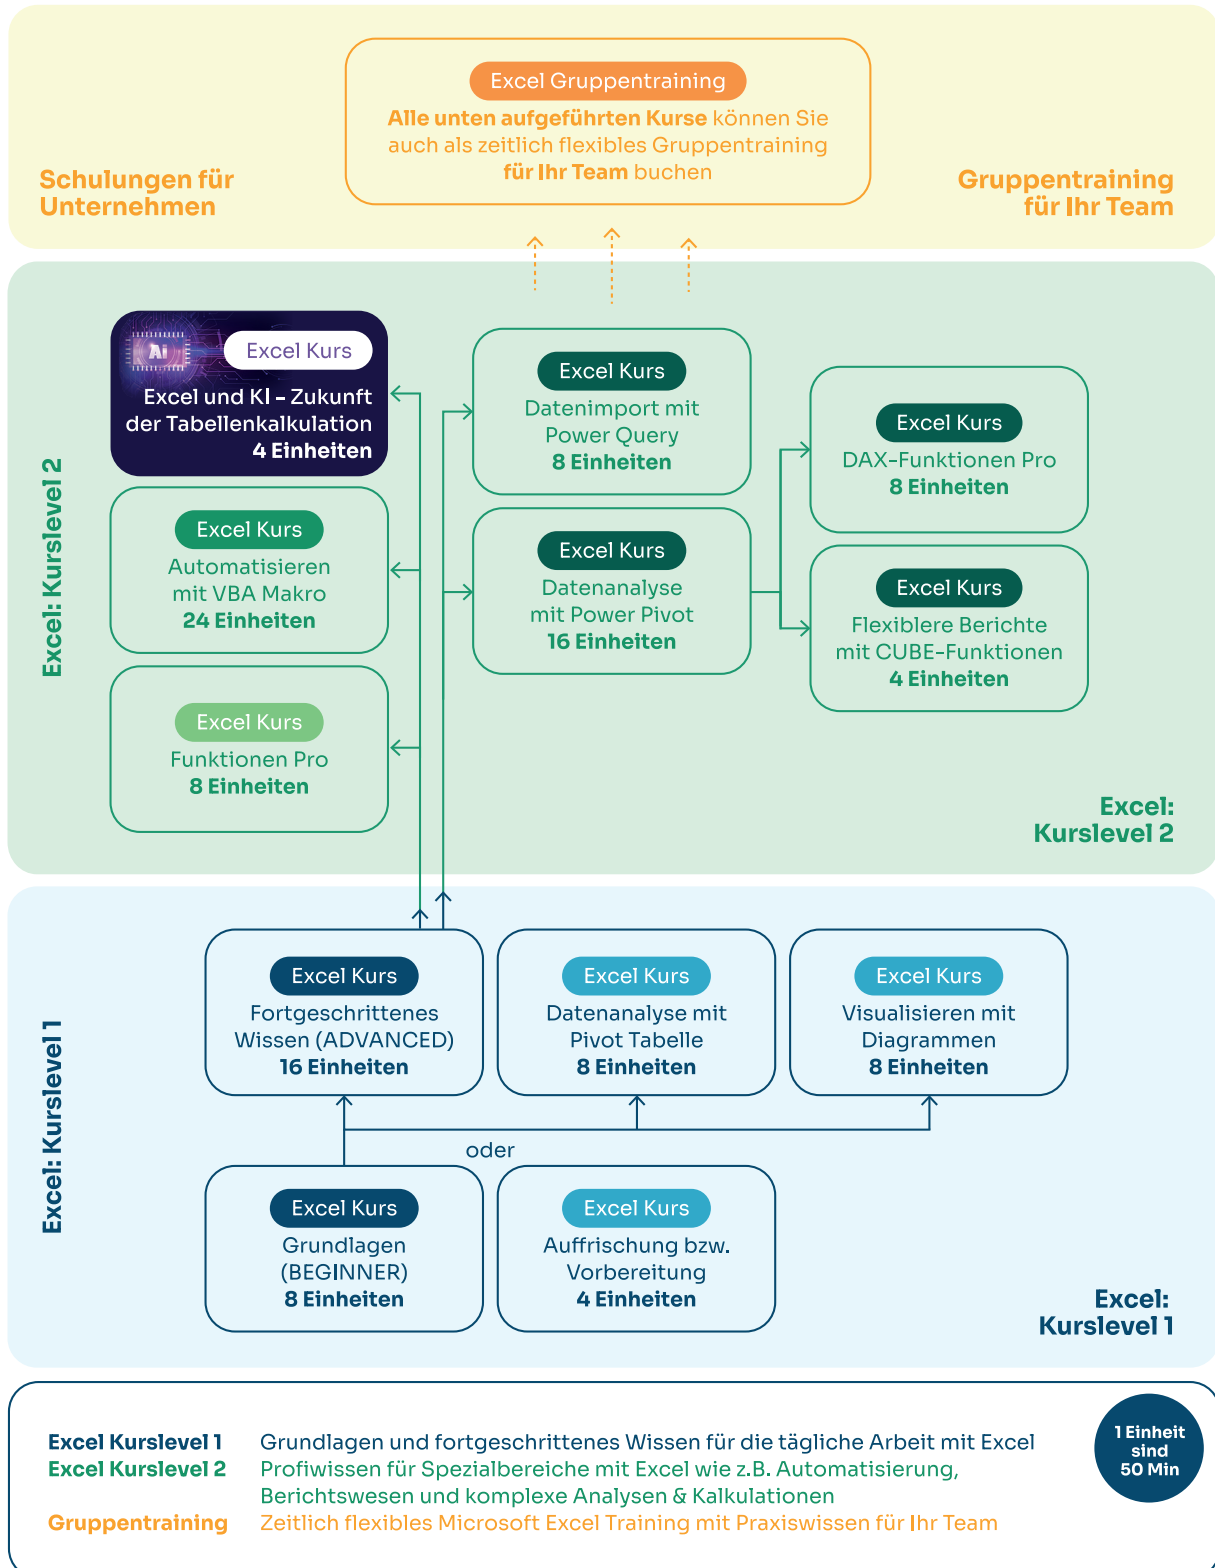 Excel Gruppentraining
Alle unten aufgeführten Kurse können Sie
auch als zeitlich flexibles Gruppentraining
für Ihr Team buchen
Schulungen für
Unternehmen
Gruppentraining
für Ihr Team
Excel: Kurslevel 2
Ai
Excel Kurs
Excel und KI – Zukunft
der Tabellenkalkulation
4 Einheiten
Excel Kurs
Automatisieren
mit VBA Makro
24 Einheiten
Excel Kurs
Funktionen Pro
8 Einheiten
Excel Kurs
Datenimport mit
Power Query
8 Einheiten
Excel Kurs
Datenanalyse
mit Power Pivot
16 Einheiten
Excel Kurs
DAX-Funktionen Pro
8 Einheiten
Excel Kurs
Flexiblere Berichte
mit CUBE-Funktionen
4 Einheiten
Excel:
Kurslevel 2
Excel: Kurslevel 1
Excel Kurs
Fortgeschrittenes
Wissen (ADVANCED)
16 Einheiten
Excel Kurs
Datenanalyse mit
Pivot Tabelle
8 Einheiten
Excel Kurs
Visualisieren mit
Diagrammen
8 Einheiten
oder
Excel Kurs
Grundlagen
(BEGINNER)
8 Einheiten
Excel Kurs
Auffrischung bzw.
Vorbereitung
4 Einheiten
Excel:
Kurslevel 1
Excel Kurslevel 1 Grundlagen und fortgeschrittenes Wissen für die tägliche Arbeit mit Excel
Excel Kurslevel 2 Profiwissen für Spezialbereiche mit Excel wie z.B. Automatisierung,
Berichtswesen und komplexe Analysen & Kalkulationen
Gruppentraining Zeitlich flexibles Microsoft Excel Training mit Praxiswissen für Ihr Team
1 Einheit
sind
50 Min